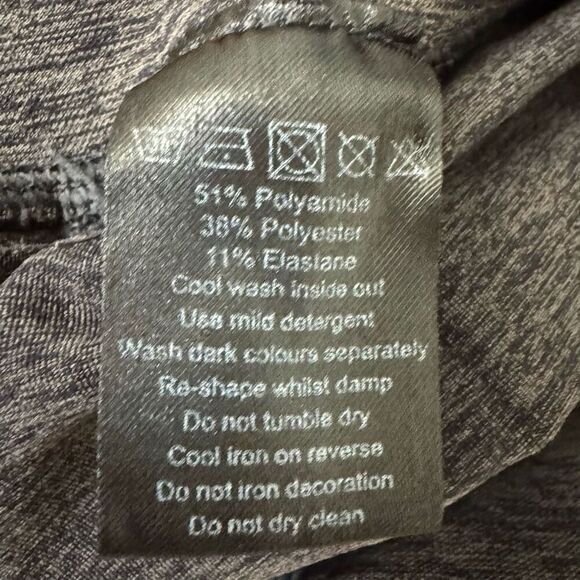 51% Polyamide
38% Polyester
11% Elastane
Cool wash inside out
Use mild detergent
Wash dark colours separately
Re-shape whilst damp
Do not tumble dry
Cool iron on reverse
Do not iron decoration
Do not dry clean